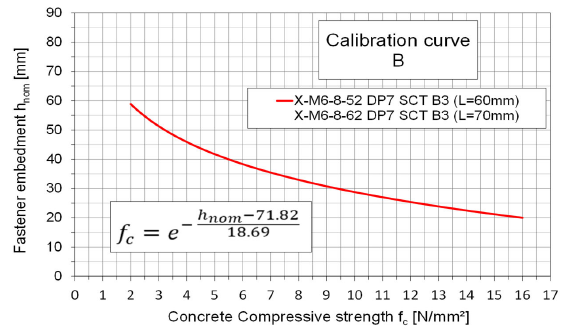 Calibration curve
B
X-M6-8-52 DP7 SCT B3 (L=60mm)
X-M6-8-62 DP7 SCT B3 (L=70mm)
Fastener embedment hnom [mm]
90
80
70
60
50
40
30
20
10
0
fc = e^-(hnom−71.82)/18.69
0 1 2 3 4 5 6 7 8 9 10 11 12 13 14 15 16 17
Concrete Compressive strength fc [N/mm²]